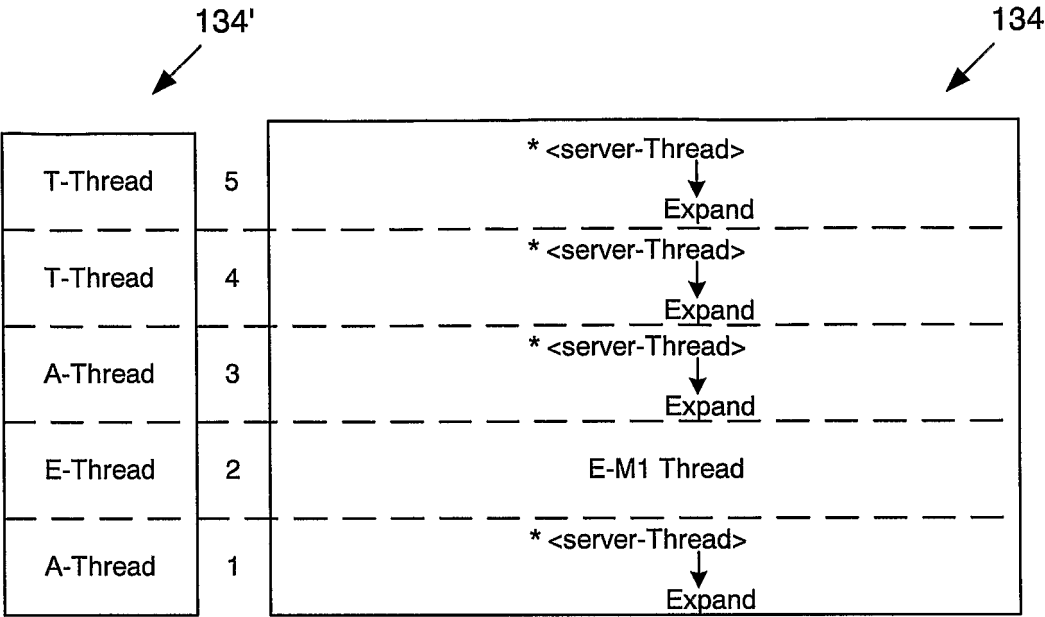 134' 134
T-Thread 5 * <server-Thread>
Expand
T-Thread 4 * <server-Thread>
Expand
A-Thread 3 * <server-Thread>
Expand
E-Thread 2 E-M1 Thread
A-Thread 1 * <server-Thread>
Expand